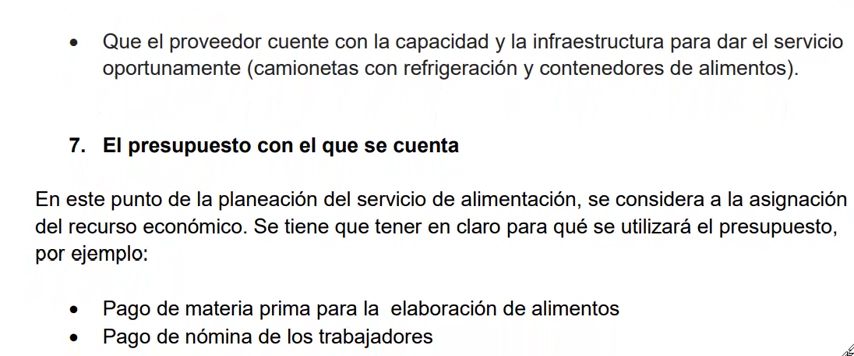 • Que el proveedor cuente con la capacidad y la infraestructura para dar el servicio
oportunamente (camionetas con refrigeración y contenedores de alimentos).
7. El presupuesto con el que se cuenta
En este punto de la planeación del servicio de alimentación, se considera a la asignación
del recurso económico. Se tiene que tener en claro para qué se utilizará el presupuesto,
por ejemplo:
• Pago de materia prima para la  elaboración de alimentos
• Pago de nómina de los trabajadores